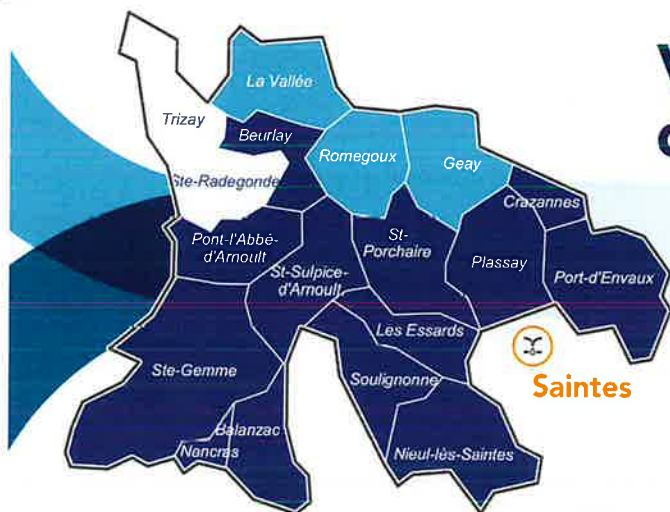 La Vallée
Trizay
Beurlay
Romegoux
Geay
Ste-Radegonde
Crazannes
Pont-l'Abbé-
d'Arnoult
St-
Porchaire
Plassay
St-Sulpice-
d'Arnoult
Port-d'Envaux
Les Essards
Ste-Gemme
Soulignonne
Saintes
Balanzac
Nancras
Nieul-lès-Saintes